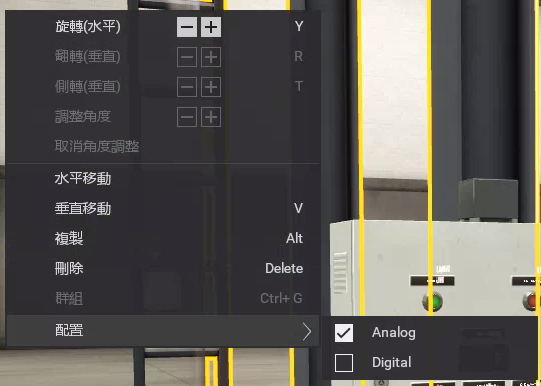 旋轉(水平) − + Y
翻轉(垂直) − + R
側轉(垂直) − + T
調整角度 − +
取消角度調整
水平移動
垂直移動 V
複製 Alt
刪除 Delete
群組 Ctrl+ G
配置
Analog
Digital